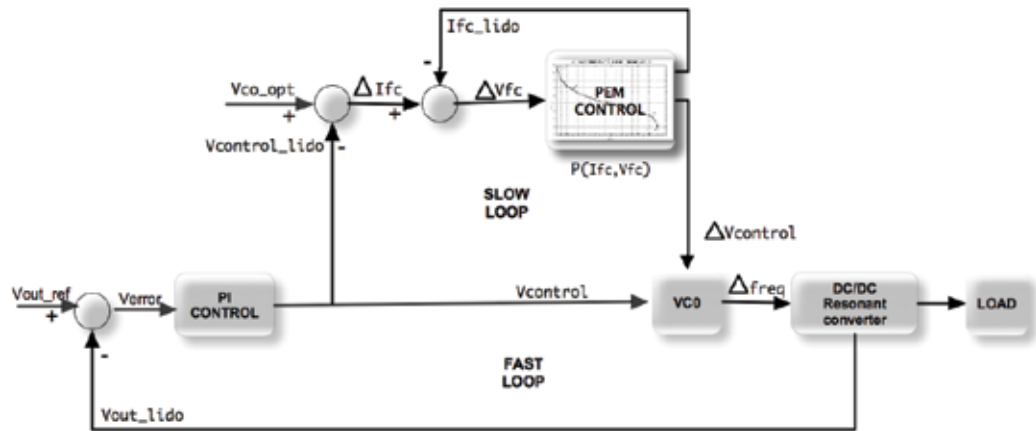 Ifc_lido
-
Vco_opt
+
Δ Ifc
+
ΔVfc
PEM
CONTROL
Vcontrol_lido
-
P(Ifc,Vfc)
SLOW
LOOP
ΔVcontrol
Vout_ref
+
Verror
PI
CONTROL
Vcontrol
VC0
Δfreq
DC/DC
Resonant
converter
LOAD
-
FAST
LOOP
Vout_lido